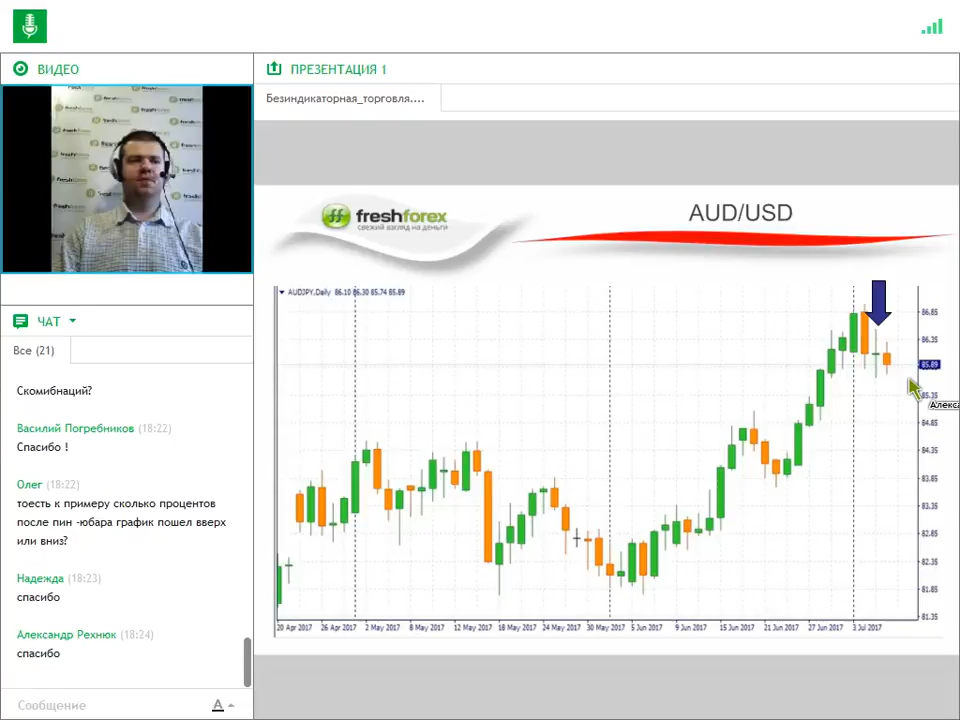 ВИДЕО
ПРЕЗЕНТАЦИЯ 1
Безиндикаторная_торговля....
freshforex
свежий взгляд на деньги
AUD/USD
AUDJPY,Daily 86.10 86.30 85.74 85.89
86.85
86.35
85.89
85.35
84.85
84.35
83.85
83.35
82.85
82.35
81.85
81.35
20 Apr 2017
26 Apr 2017
2 May 2017
8 May 2017
12 May 2017
18 May 2017
24 May 2017
30 May 2017
5 Jun 2017
9 Jun 2017
15 Jun 2017
21 Jun 2017
27 Jun 2017
3 Jul 2017
Алекса
ЧАТ
Все (21)
Скомибнаций?
Василий Погребников (18:22)
Спасибо !
Олег (18:22)
тоесть к примеру сколько процентов
после пин -юбара график пошел вверх
или вниз?
Надежда (18:23)
спасибо
Александр Рехнюк (18:24)
спасибо
Сообщение
A